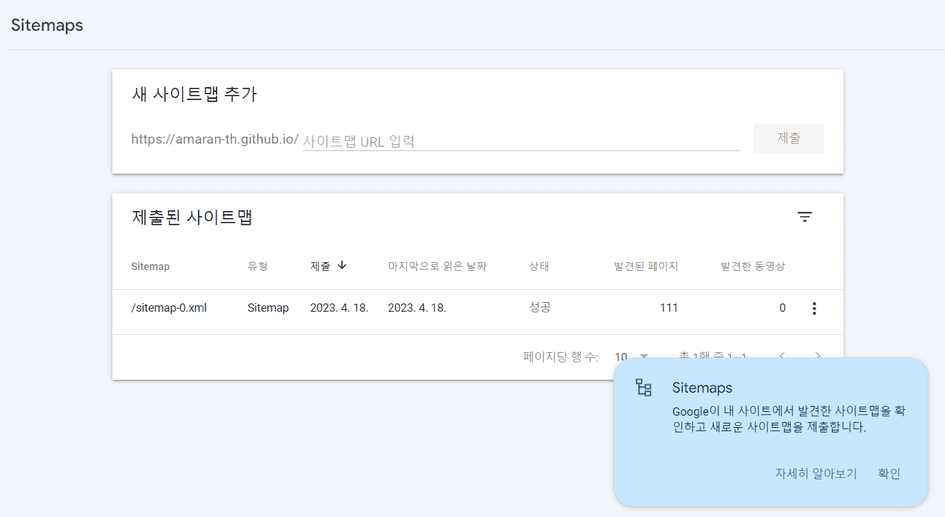 Sitemaps
새 사이트맵 추가
https://amaran-th.github.io/ 사이트맵 URL 입력 제출
제출된 사이트맵
Sitemap 유형 제출 마지막으로 읽은 날짜 상태 발견된 페이지 발견한 동영상
/sitemap-0.xml Sitemap 2023. 4. 18. 2023. 4. 18. 성공 111 0
페이지당 행 수: 10 총 1행 중 1~1
Sitemaps
Google이 내 사이트에서 발견한 사이트맵을 확
인하고 새로운 사이트맵을 제출합니다.
자세히 알아보기 확인